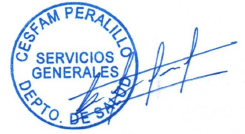 CESFAM PERALILLO
SERVICIOS
GENERALES
DEPTO. DE SALUD